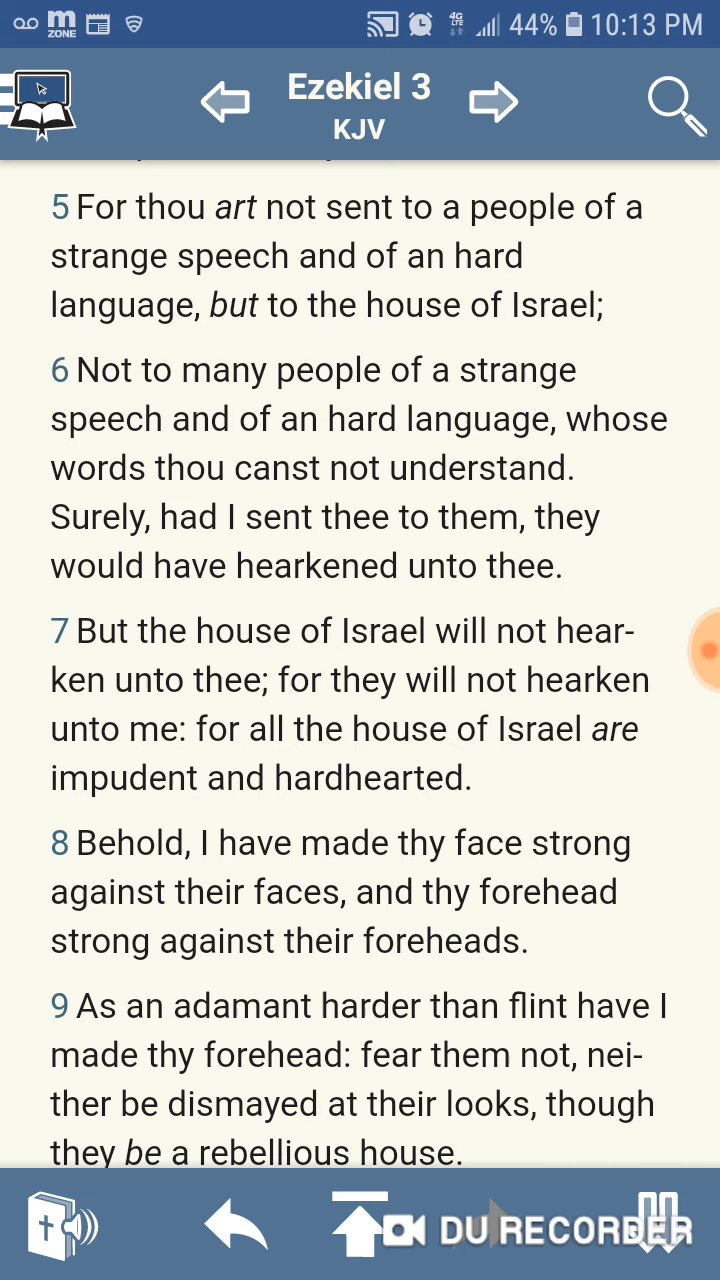 m
ZONE
4G
LTE
44%
10:13 PM
Ezekiel 3
KJV
5 For thou art not sent to a people of a
strange speech and of an hard
language, but to the house of Israel;
6 Not to many people of a strange
speech and of an hard language, whose
words thou canst not understand.
Surely, had I sent thee to them, they
would have hearkened unto thee.
7 But the house of Israel will not hear-
ken unto thee; for they will not hearken
unto me: for all the house of Israel are
impudent and hardhearted.
8 Behold, I have made thy face strong
against their faces, and thy forehead
strong against their foreheads.
9 As an adamant harder than flint have I
made thy forehead: fear them not, nei-
ther be dismayed at their looks, though
they be a rebellious house.
DU RECORDER